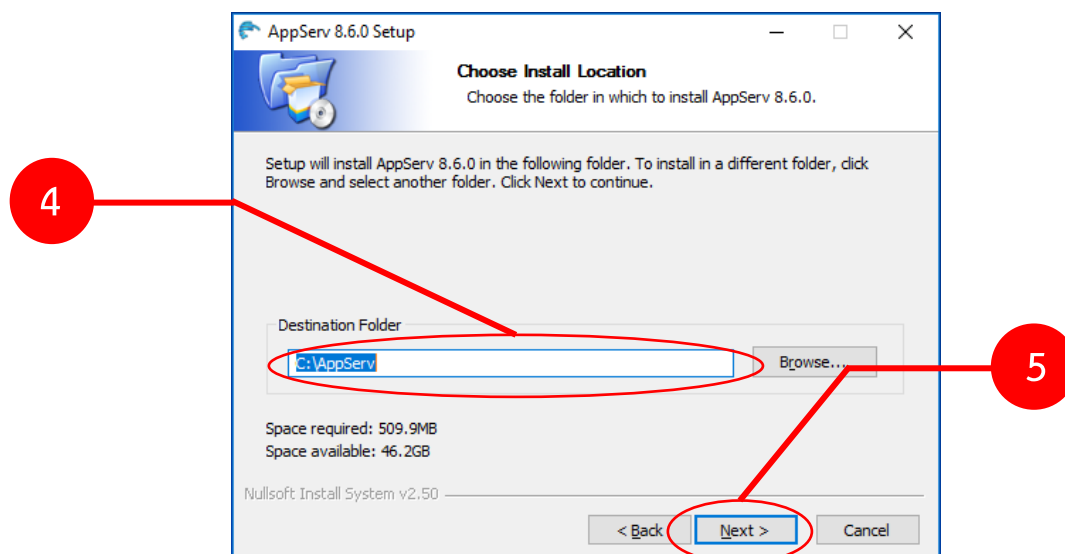 AppServ 8.6.0 Setup
Choose Install Location
Choose the folder in which to install AppServ 8.6.0.
Setup will install AppServ 8.6.0 in the following folder. To install in a different folder, click
Browse and select another folder. Click Next to continue.
4
Destination Folder
C:\AppServ
Browse...
5
Space required: 509.9MB
Space available: 46.2GB
Nullsoft Install System v2.50
< Back
Next >
Cancel